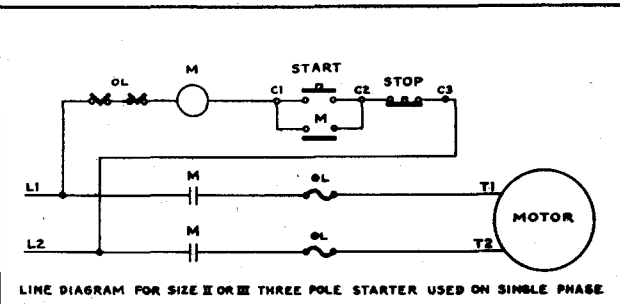 START
M
OL
STOP
C1
C2
C3
M
M
OL
L1
T1
MOTOR
M
OL
L2
T2
LINE DIAGRAM FOR SIZE II OR III THREE POLE STARTER USED ON SINGLE PHASE